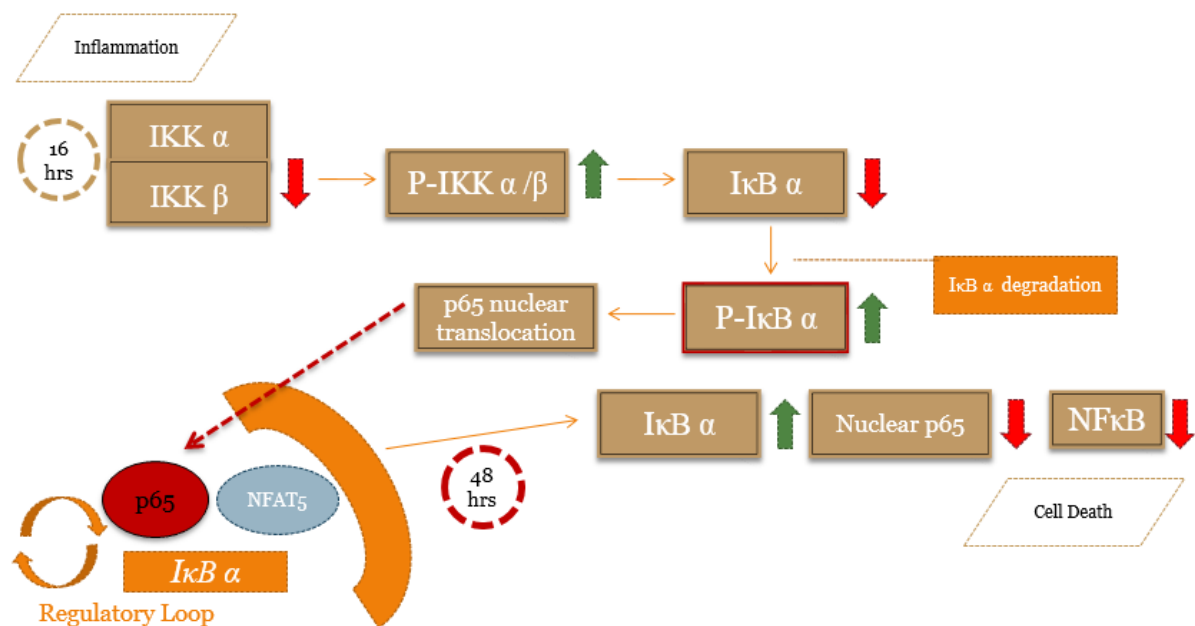 Inflammation
16
hrs
IKK α
IKK β
P-IKK α /β
IκB α
IκB α degradation
P-IκB α
p65 nuclear
translocation
IκB α
Nuclear p65
NFκB
48
hrs
p65
NFAT5
IκB α
Regulatory Loop
Cell Death